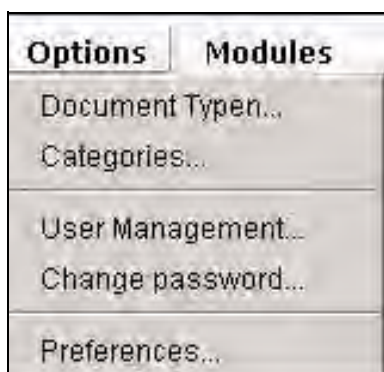 Options Modules
Document Typen...
Categories...
User Management...
Change password...
Preferences...